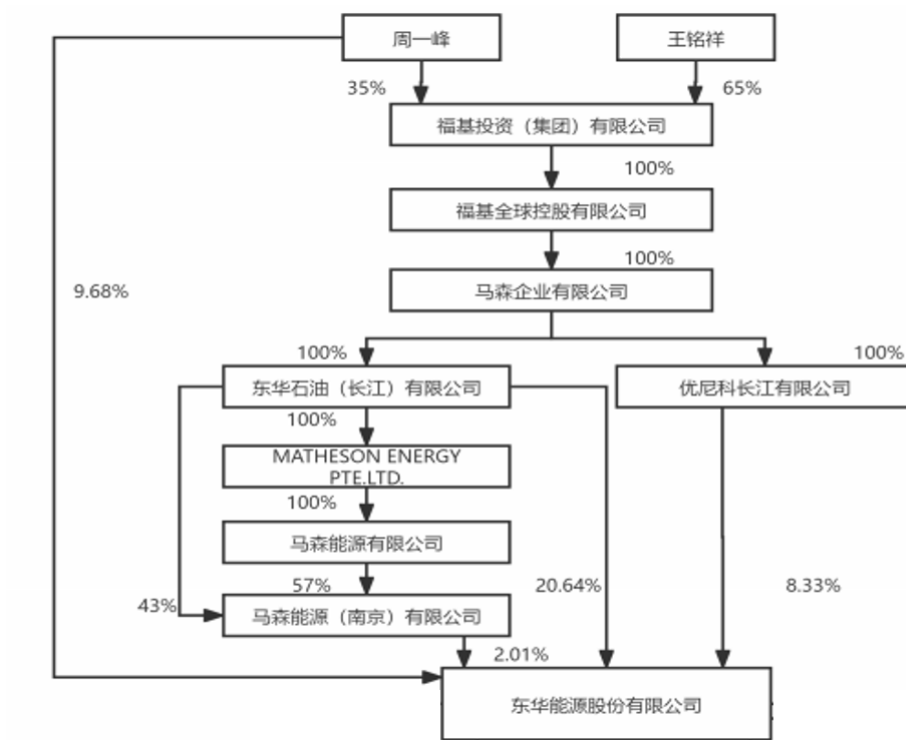 周一峰
王铭祥
35%
65%
福基投资（集团）有限公司
100%
福基全球控股有限公司
100%
9.68%
马森企业有限公司
100%
100%
东华石油（长江）有限公司
优尼科长江有限公司
100%
MATHESON ENERGY
PTE.LTD.
100%
马森能源有限公司
57%
20.64%
8.33%
43%
马森能源（南京）有限公司
2.01%
东华能源股份有限公司